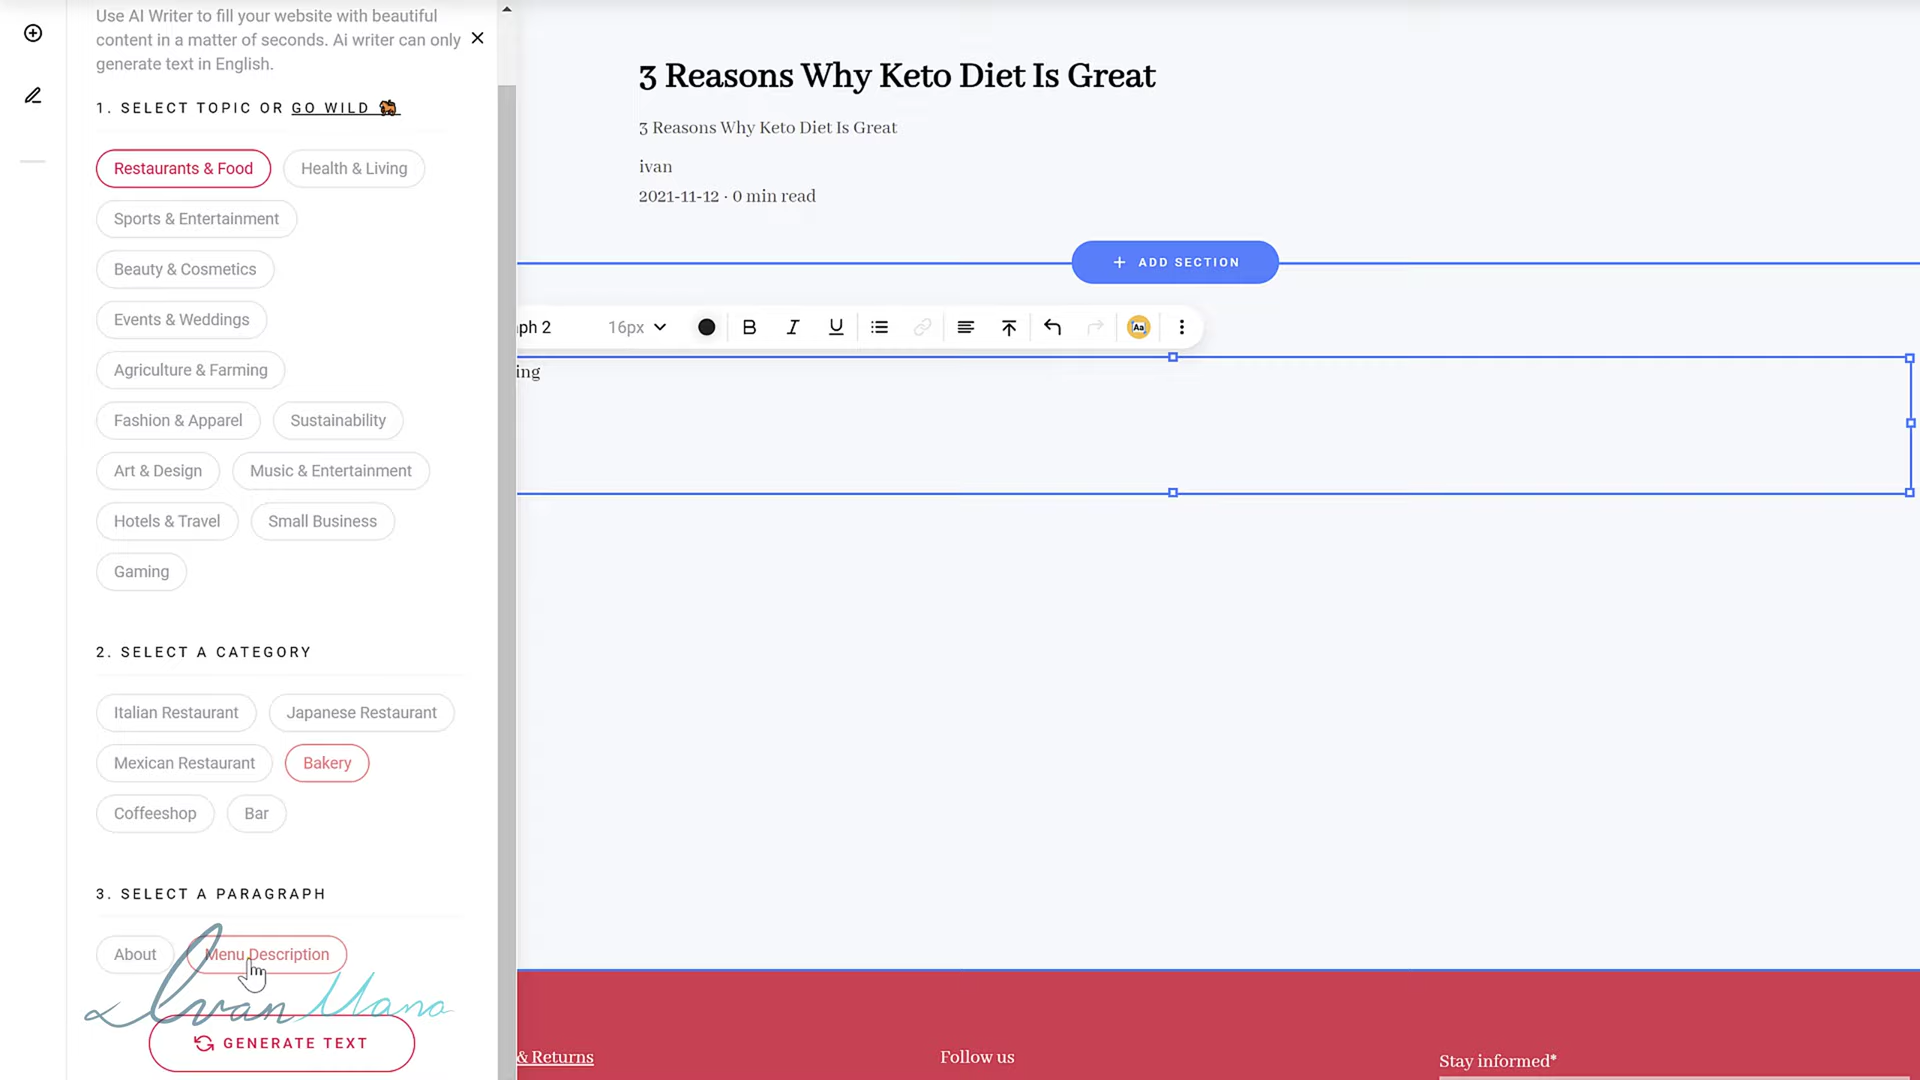 Use AI Writer to fill your website with beautiful
content in a matter of seconds. Ai writer can only
generate text in English.
1. SELECT TOPIC OR GO WILD
Restaurants & Food
Health & Living
Sports & Entertainment
Beauty & Cosmetics
Events & Weddings
Agriculture & Farming
Fashion & Apparel
Sustainability
Art & Design
Music & Entertainment
Hotels & Travel
Small Business
Gaming
2. SELECT A CATEGORY
Italian Restaurant
Japanese Restaurant
Mexican Restaurant
Bakery
Coffeeshop
Bar
3. SELECT A PARAGRAPH
About
Menu Description
Ivan Mana
GENERATE TEXT
3 Reasons Why Keto Diet Is Great
3 Reasons Why Keto Diet Is Great
ivan
2021-11-12 · 0 min read
+ ADD SECTION
ph 2
16px
B
I
U
Aa
ing
& Returns
Follow us
Stay informed*